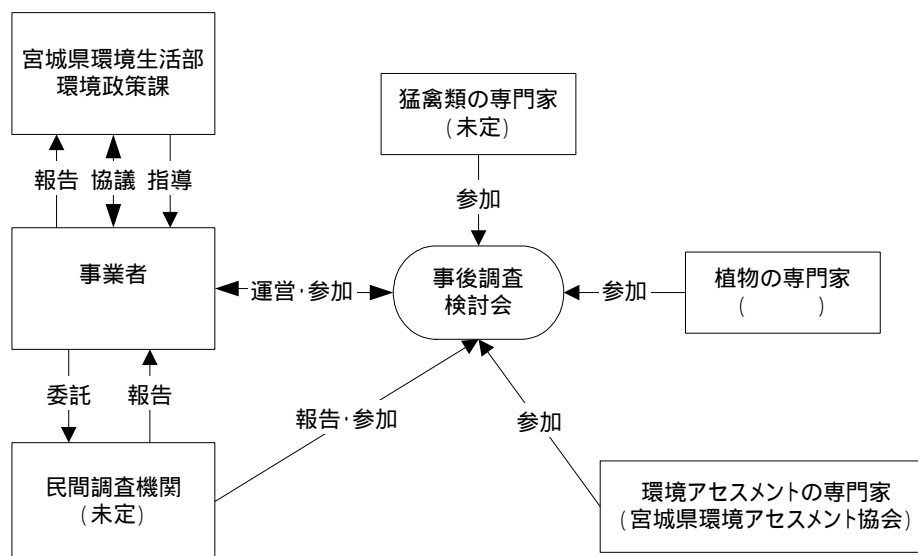 宮城県環境生活部
環境政策課
猛禽類の専門家
(未定)
報告
協議
指導
参加
事業者
運営･参加
事後調査
検討会
参加
植物の専門家
(　　　)
委託
報告
報告･参加
参加
民間調査機関
(未定)
環境アセスメントの専門家
(宮城県環境アセスメント協会)